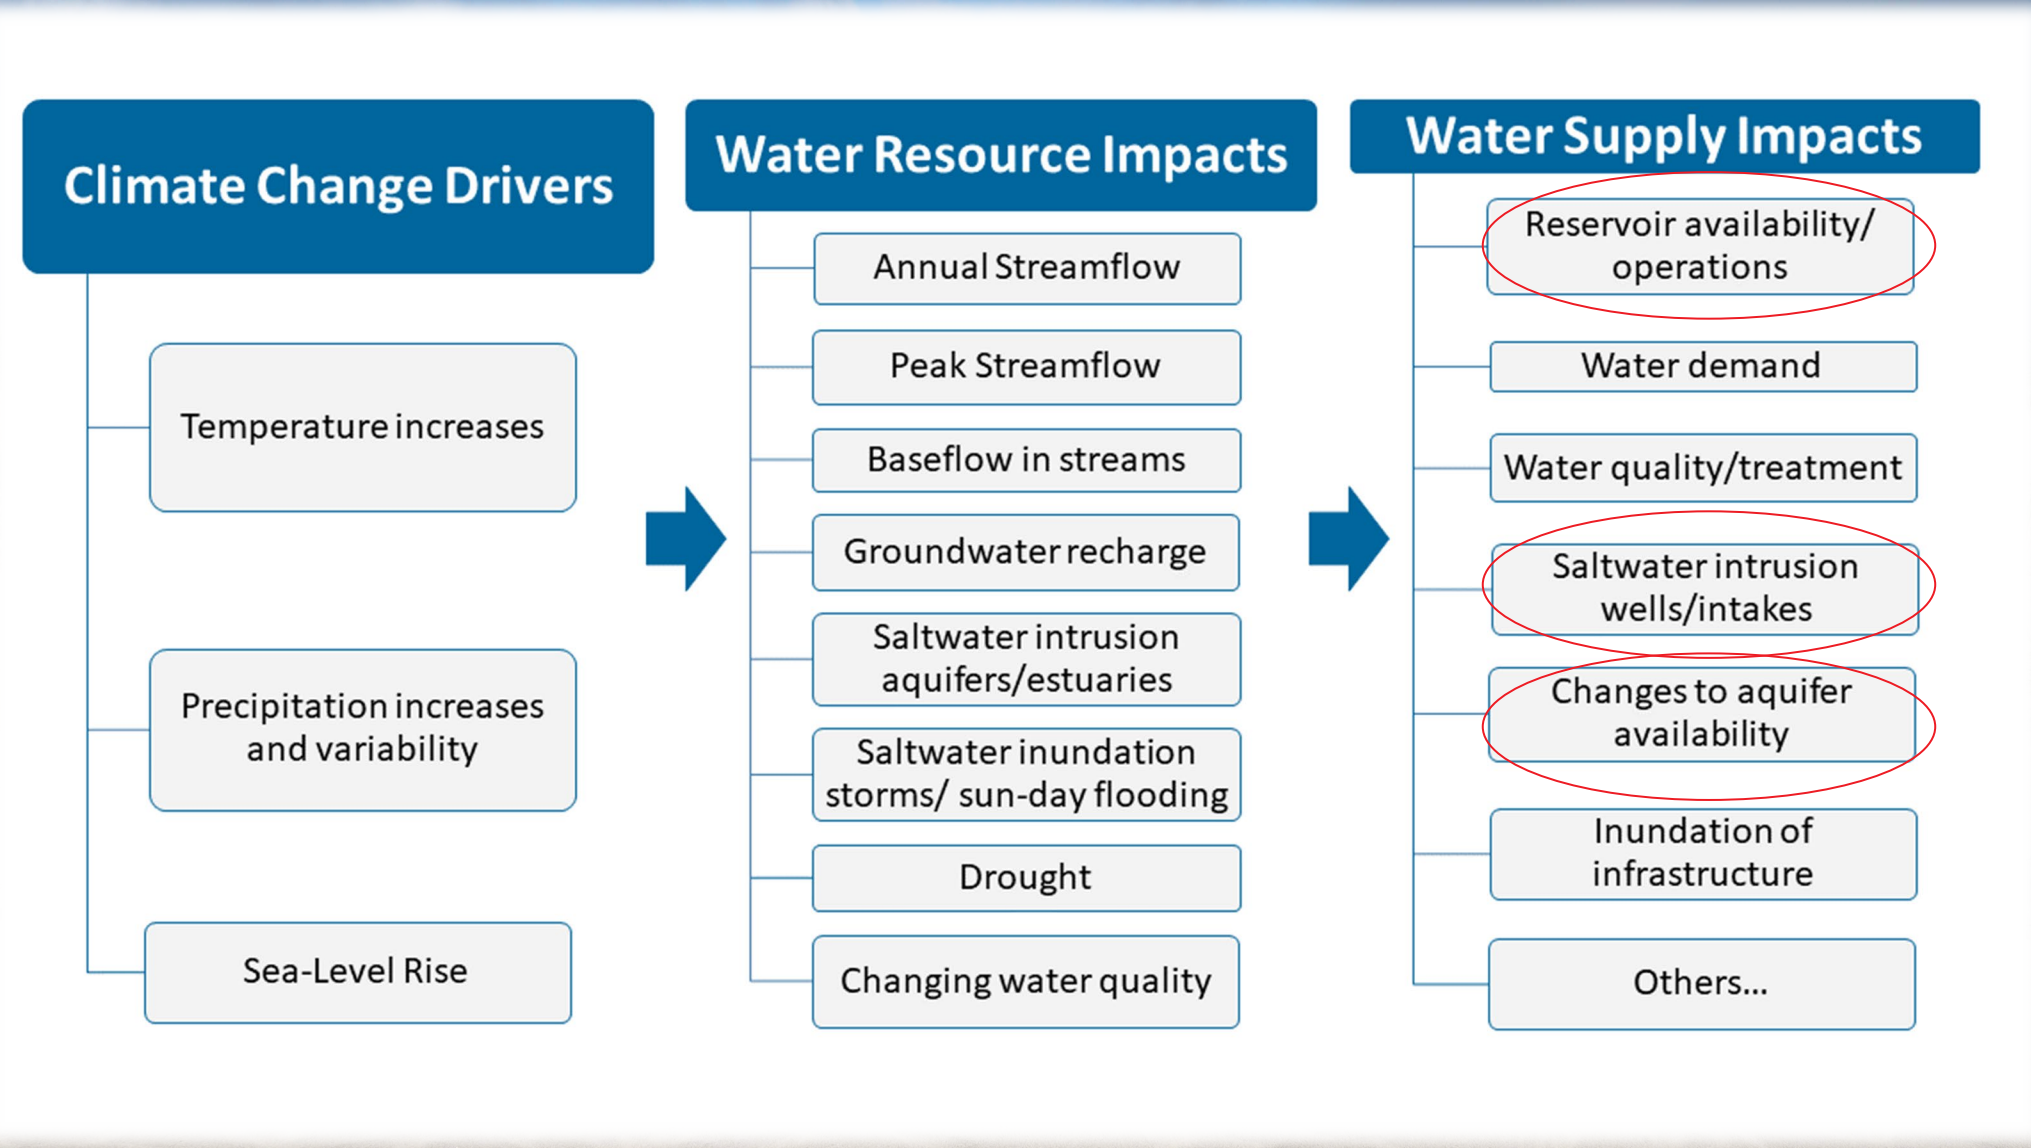 Climate Change Drivers
Temperature increases
Precipitation increases
and variability
Sea-Level Rise
Water Resource Impacts
Annual Streamflow
Peak Streamflow
Baseflow in streams
Groundwater recharge
Saltwater intrusion
aquifers/estuaries
Saltwater inundation
storms/ sun-day flooding
Drought
Changing water quality
Water Supply Impacts
Reservoir availability/
operations
Water demand
Water quality/treatment
Saltwater intrusion
wells/intakes
Changes to aquifer
availability
Inundation of
infrastructure
Others...